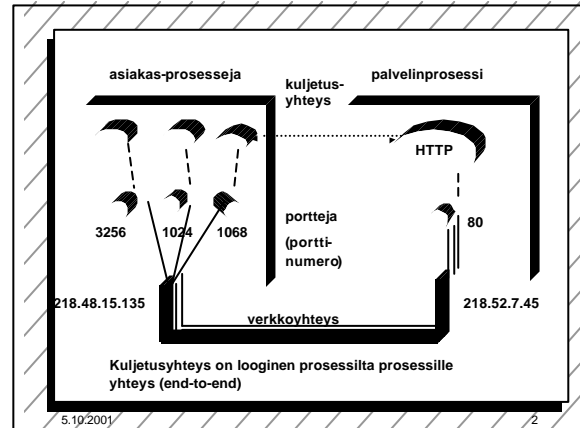 asiakas-prosesseja
kuljetus-
yhteys
palvelinprosessi
HTTP
3256
1024
1068
portteja
(portti-
numero)
80
218.48.15.135
verkkoyhteys
218.52.7.45
Kuljetusyhteys on looginen prosessilta prosessille
yhteys (end-to-end)
5.10.2001
2